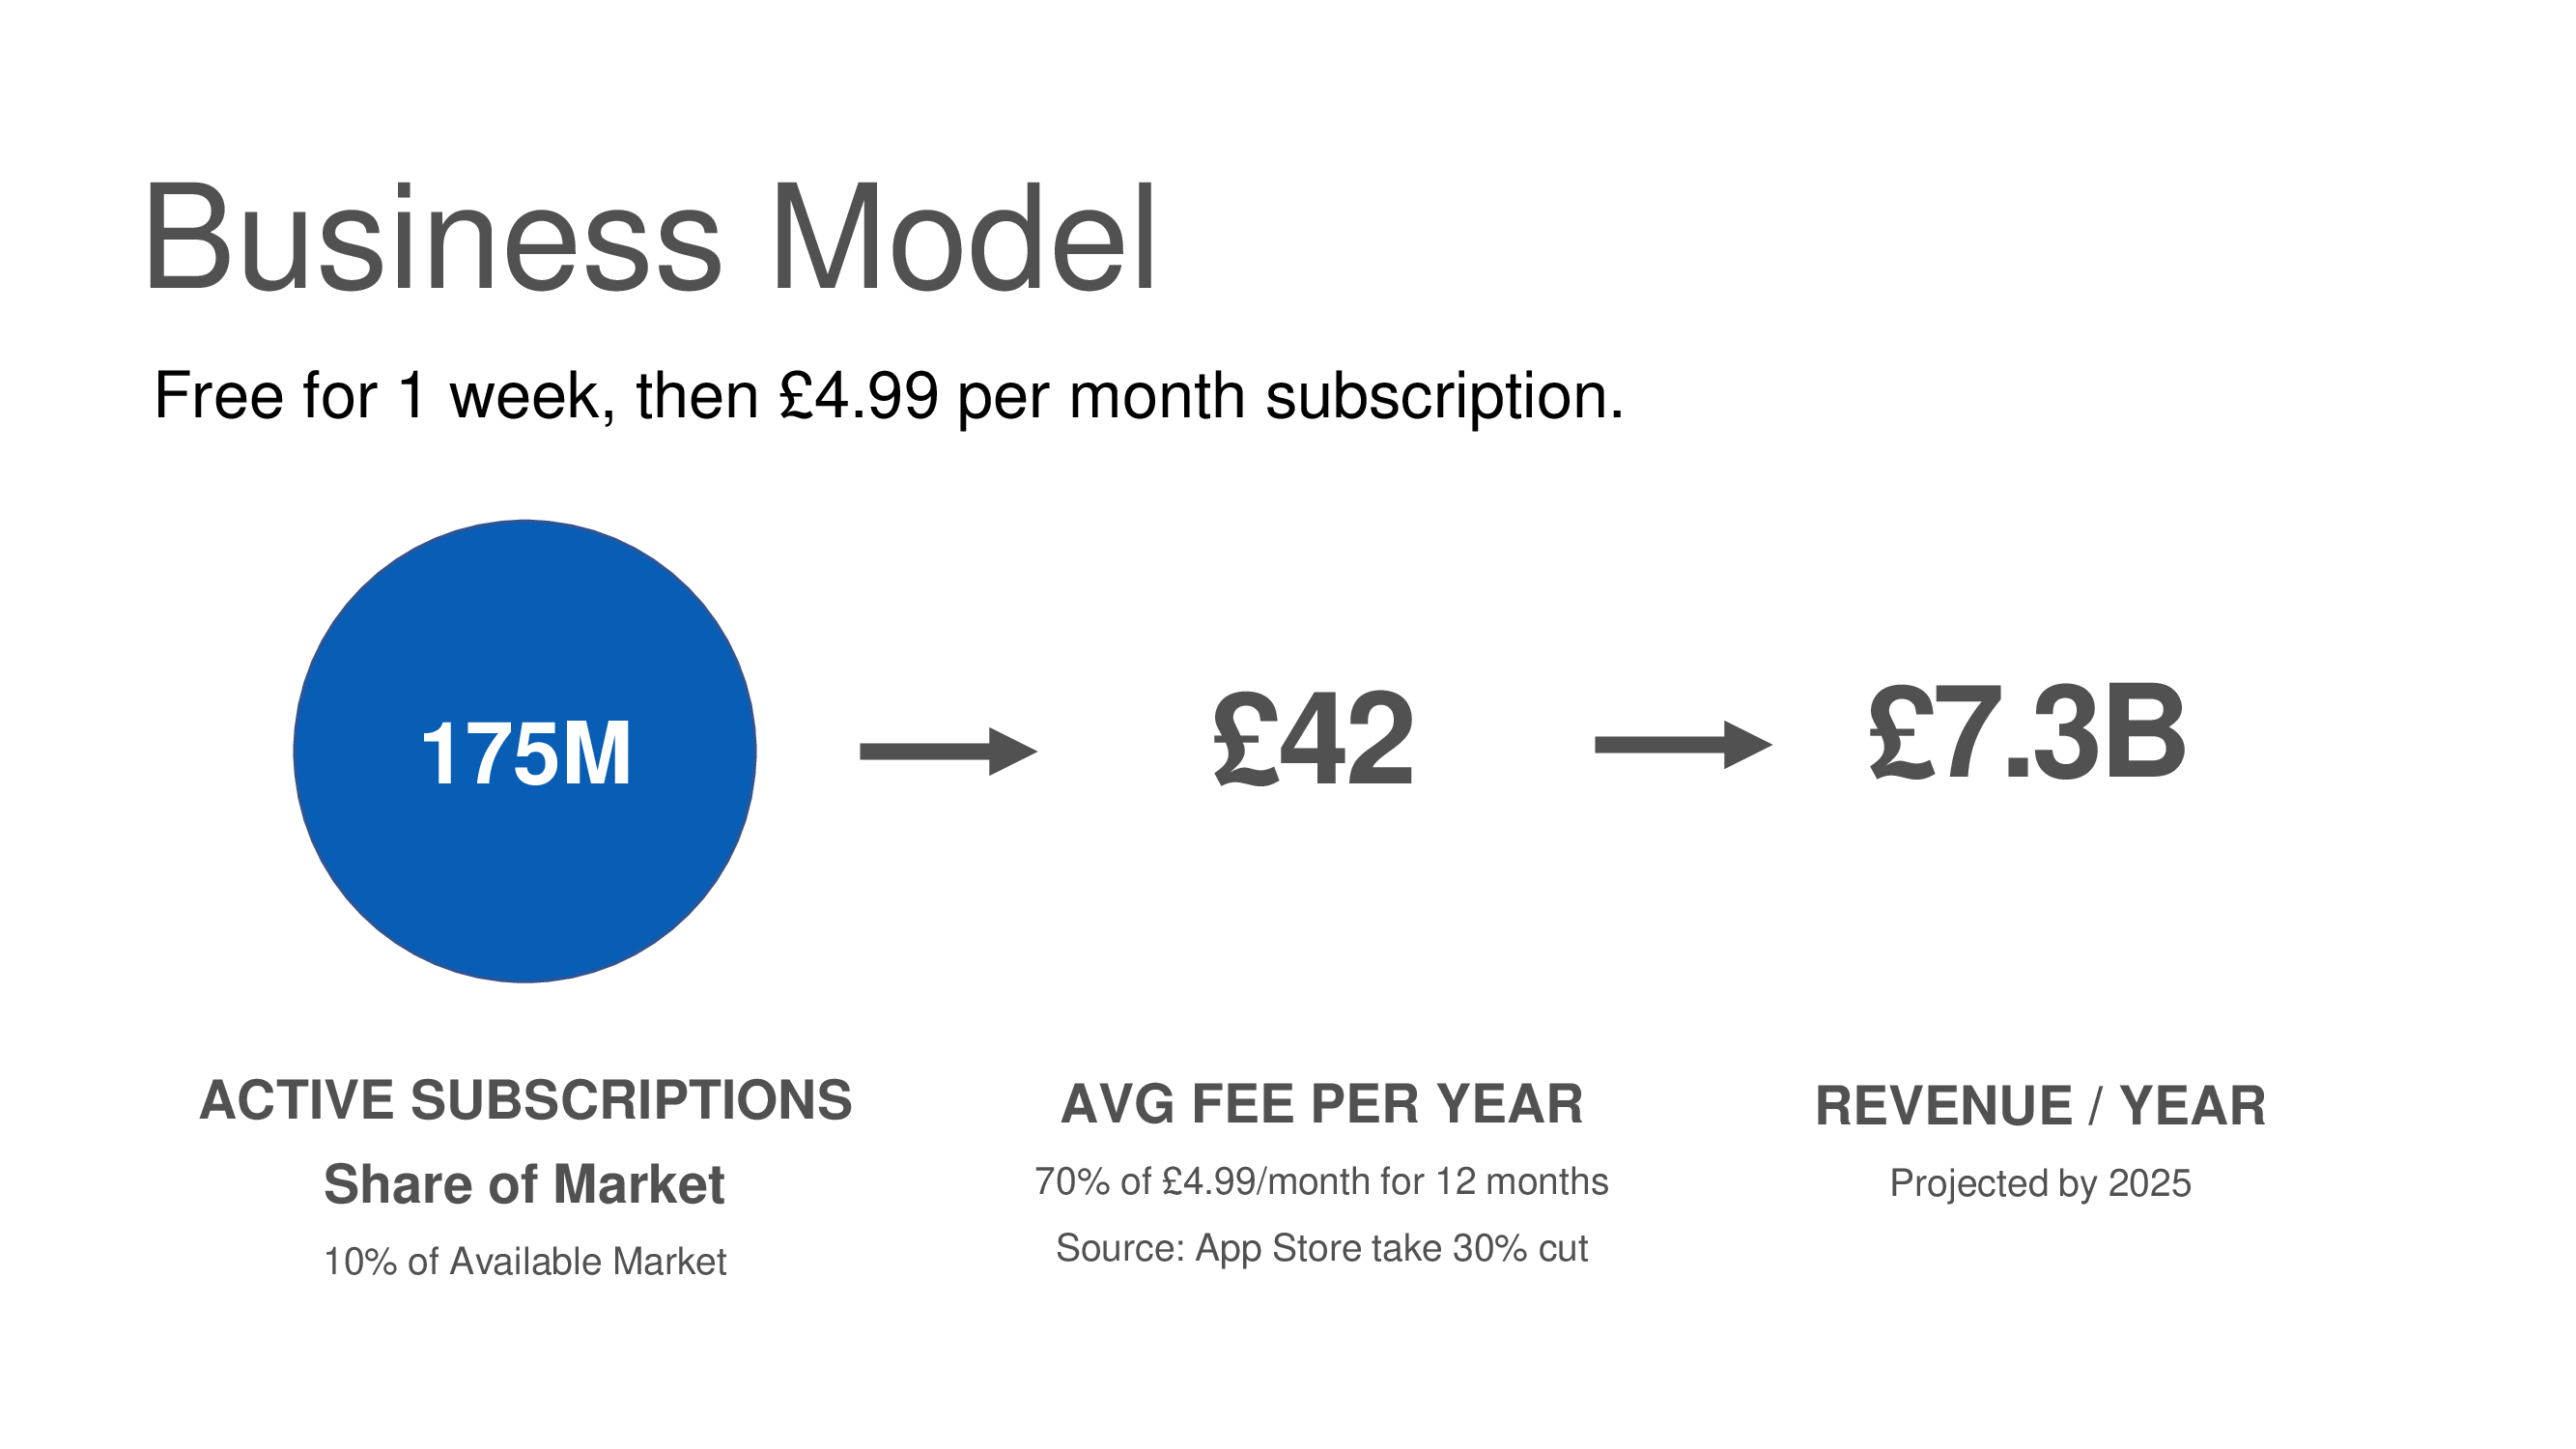 Business Model
Free for 1 week, then £4.99 per month subscription.
175M
£42
£7.3B
ACTIVE SUBSCRIPTIONS
Share of Market
10% of Available Market
AVG FEE PER YEAR
70% of £4.99/month for 12 months
Source: App Store take 30% cut
REVENUE / YEAR
Projected by 2025